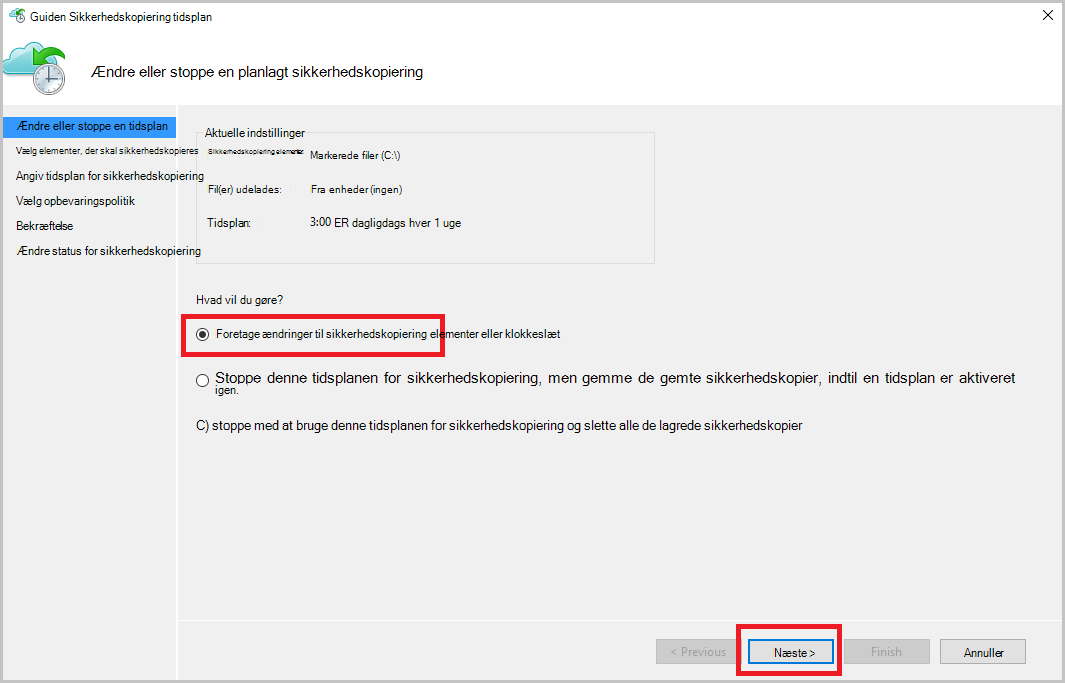 Guiden Sikkerhedskopiering tidsplan
Ændre eller stoppe en planlagt sikkerhedskopiering
Ændre eller stoppe en tidsplan
Vælg elementer, der skal sikkerhedskopieres
Angiv tidsplan for sikkerhedskopiering
Vælg opbevaringspolitik
Bekræftelse
Ændre status for sikkerhedskopiering
Aktuelle indstillinger
Sikkerhedskopiering elementer: Markerede filer (C:\)
Fil(er) udelades: Fra enheder (ingen)
Tidsplan: 3:00 ER dagligdags hver 1 uge
Hvad vil du gøre?
Foretage ændringer til sikkerhedskopiering elementer eller klokkeslæt
Stoppe denne tidsplanen for sikkerhedskopiering, men gemme de gemte sikkerhedskopier, indtil en tidsplan er aktiveret
igen.
C) stoppe med at bruge denne tidsplanen for sikkerhedskopiering og slette alle de lagrede sikkerhedskopier
< Previous Næste > Finish Annuller